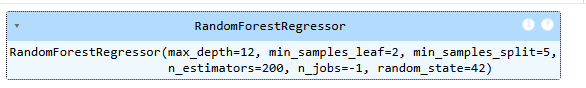 RandomForestRegressor
RandomForestRegressor(max_depth=12, min_samples_leaf=2, min_samples_split=5,
n_estimators=200, n_jobs=-1, random_state=42)